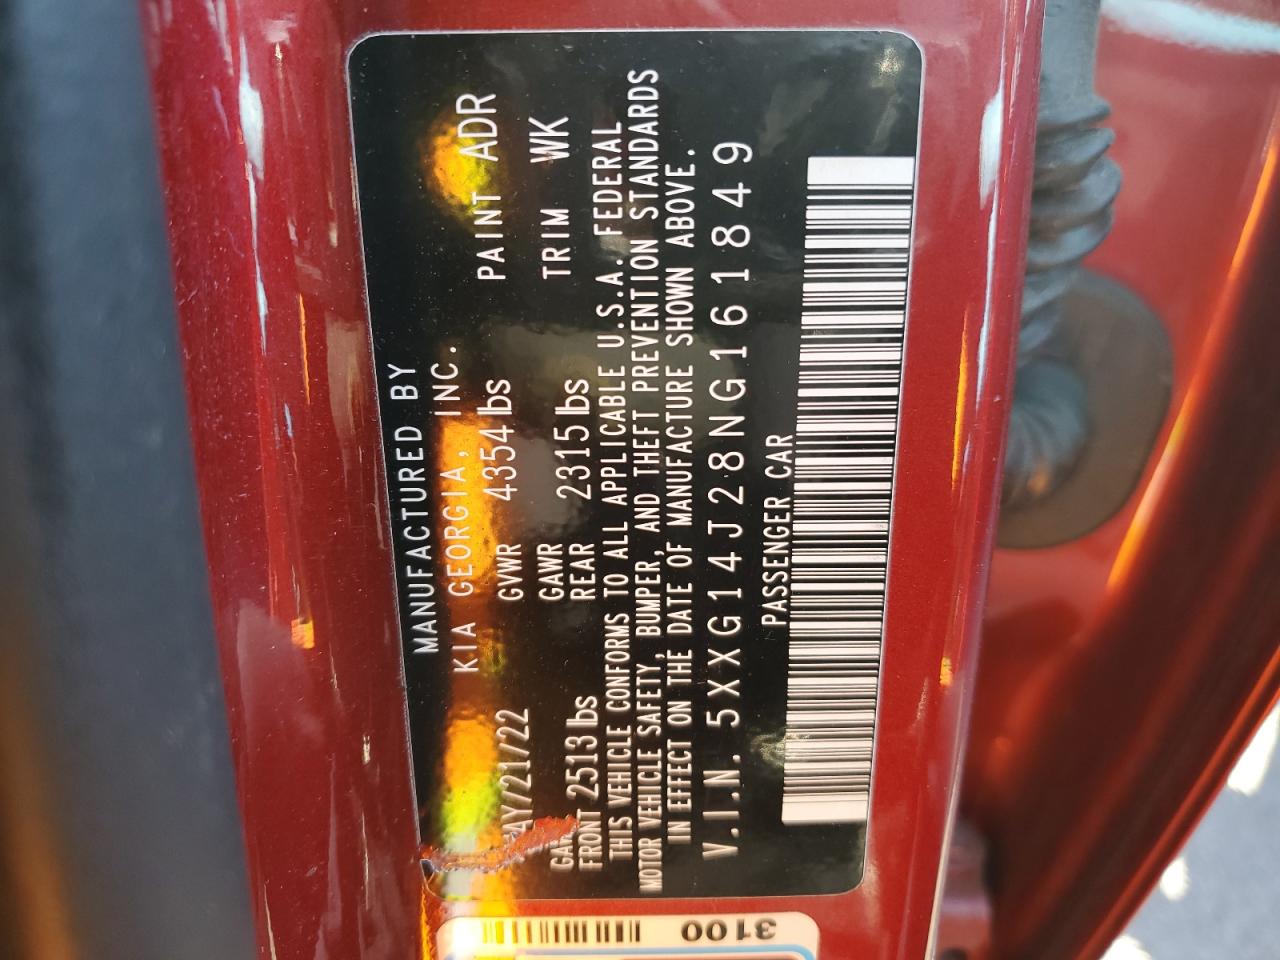 MANUFACTURED BY
KIA GEORGIA, INC.
MAY/21/22 GVWR 4354 lbs PAINT ADR
GAWR FRONT 2513 lbs GAWR REAR 2315 lbs TRIM WK
THIS VEHICLE CONFORMS TO ALL APPLICABLE U.S.A. FEDERAL
MOTOR VEHICLE SAFETY, BUMPER, AND THEFT PREVENTION STANDARDS
IN EFFECT ON THE DATE OF MANUFACTURE SHOWN ABOVE.
V.I.N. 5XXG14J28NG161849
PASSENGER CAR
3100